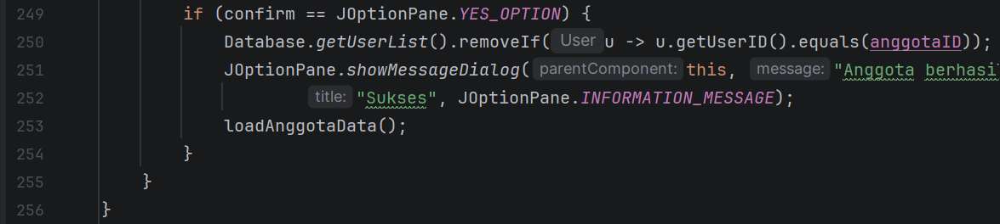 249 if (confirm == JOptionPane.YES_OPTION) {
250 Database.getUserList().removeIf( User u -> u.getUserID().equals(anggotaID));
251 JOptionPane.showMessageDialog( parentComponent: this, message: "Anggota berhasil
252 title: "Sukses", JOptionPane.INFORMATION_MESSAGE);
253 loadAnggotaData();
254 }
255 }
256 }